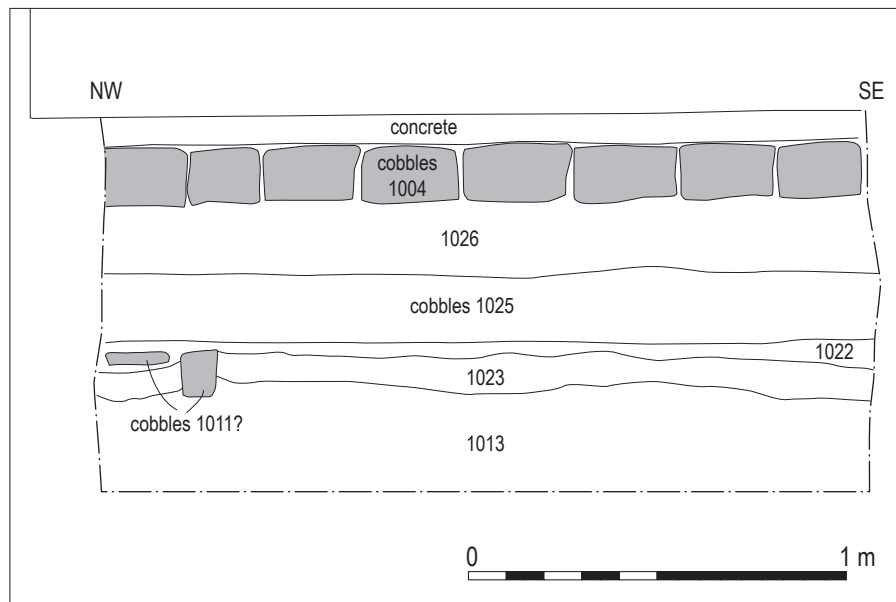 NW
SE
concrete
cobbles
1004
1026
cobbles 1025
1022
1023
cobbles 1011?
1013
0
1 m